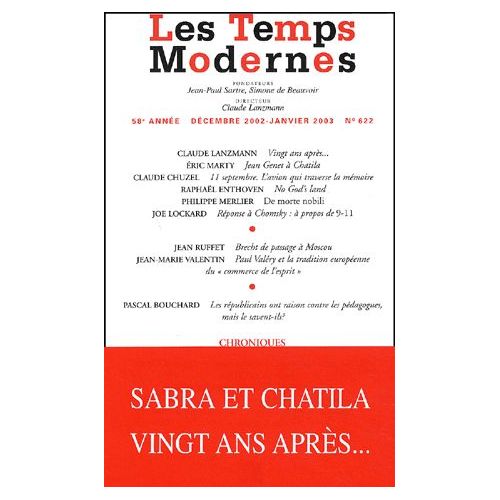 Les Temps
Modernes
FONDATEURS
Jean-Paul Sartre, Simone de Beauvoir
DIRECTEUR
Claude Lanzmann
58e ANNÉE DÉCEMBRE 2002-JANVIER 2003 No 622
CLAUDE LANZMANN Vingt ans après...
ÉRIC MARTY Jean Genet à Chatila
CLAUDE CHUZEL 11 septembre. L'avion qui traverse la mémoire
RAPHAËL ENTHOVEN No God's land
PHILIPPE MERLIER De morte nobili
JOE LOCKARD Réponse à Chomsky : à propos de 9-11
JEAN RUFFET Brecht de passage à Moscou
JEAN-MARIE VALENTIN Paul Valéry et la tradition européenne
du « commerce de l'esprit »
PASCAL BOUCHARD Les républicains ont raison contre les pédagogues,
mais le savent-ils?
CHRONIQUES
SABRA ET CHATILA
VINGT ANS APRÈS...